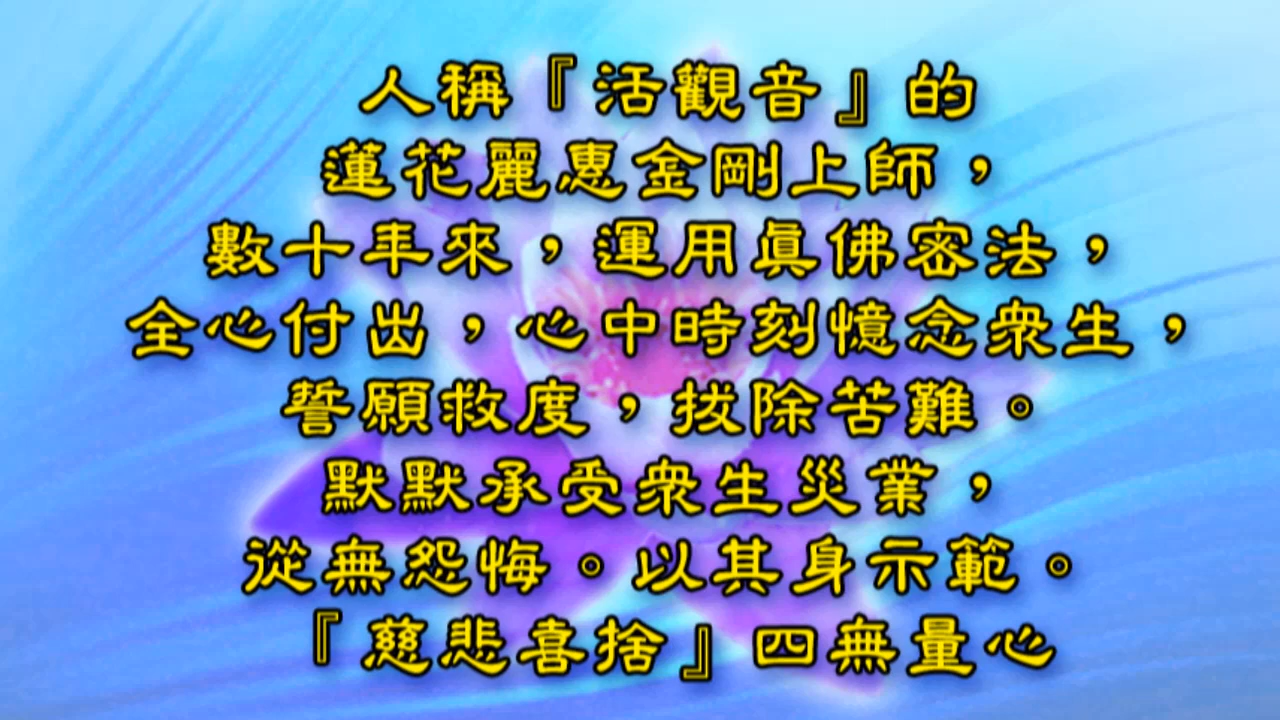 人稱『活觀音』的
蓮花麗惠金剛上師，
數十年來，運用眞佛密法，
全心付出，心中時刻憶念衆生，
誓願救度，拔除苦難。
默默承受衆生災業，
從無怨悔。以其身示範。
『慈悲喜捨』四無量心